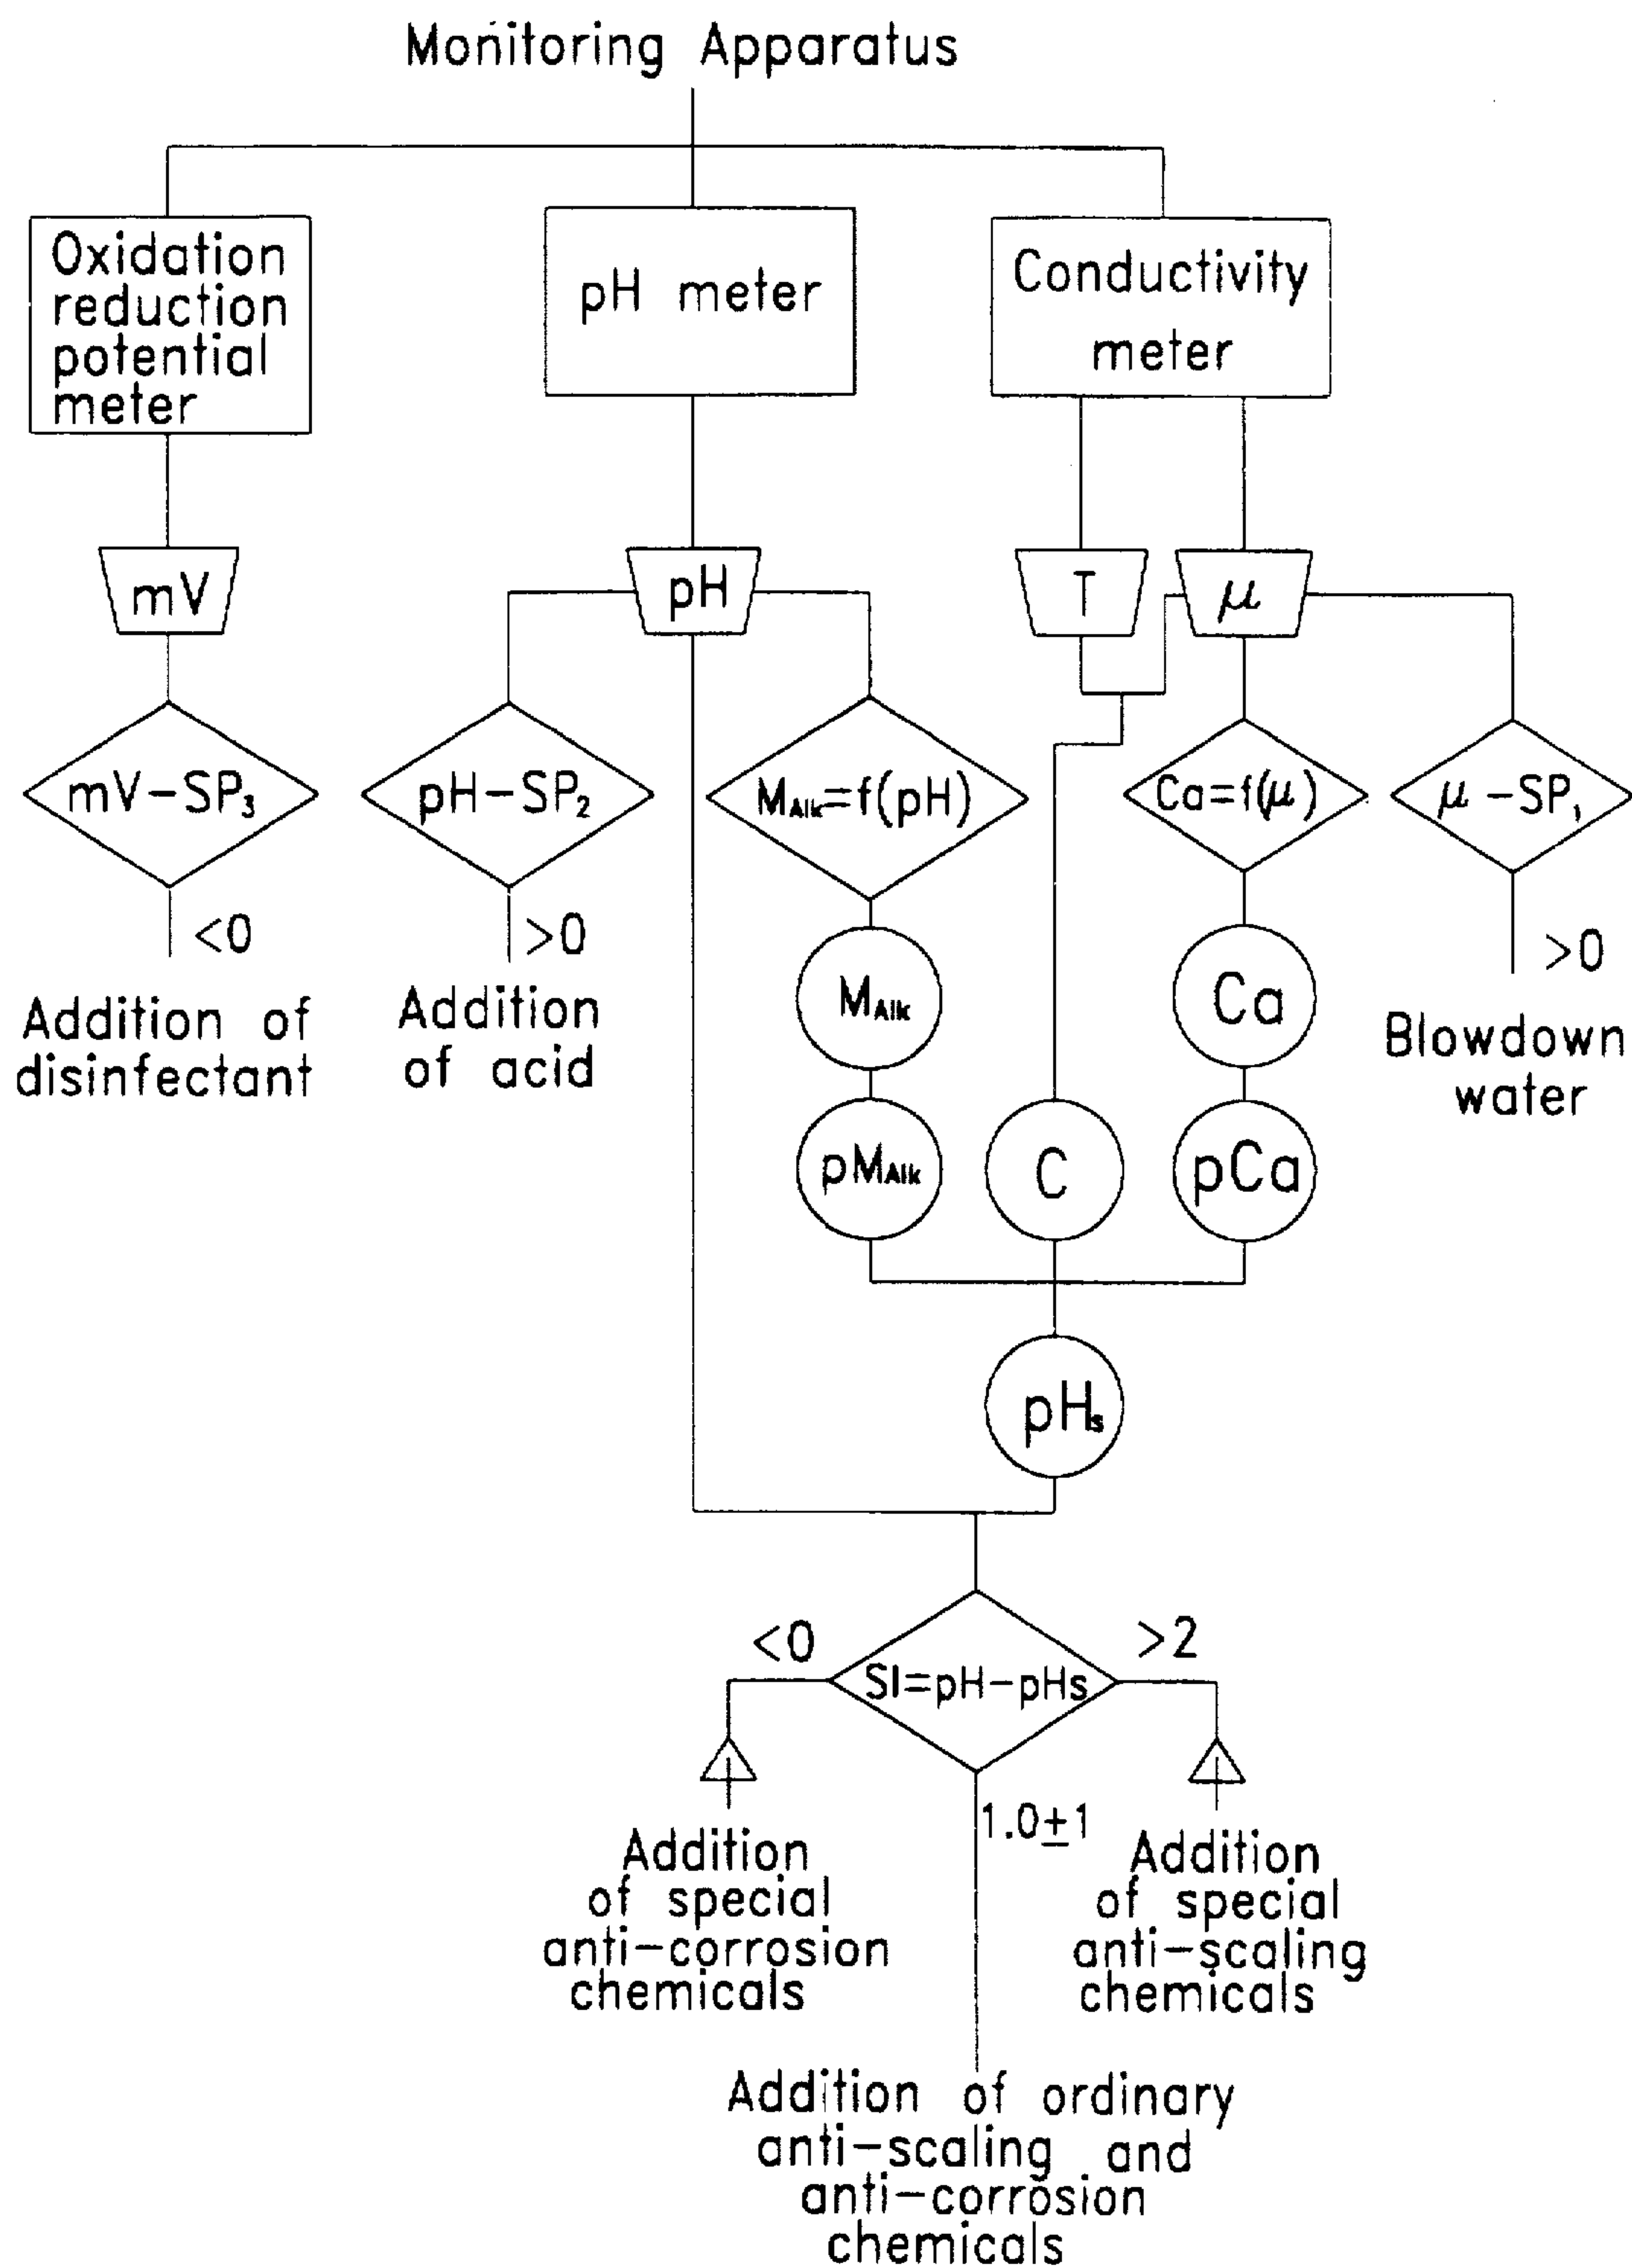 Monitoring Apparatus
Oxidation
reduction
potential
meter
pH meter
Conductivity
meter
mV
pH
T
μ
mV-SP₃
pH-SP₂
M_Alk=f(pH)
Ca=f(μ)
μ-SP₁
<0
Addition of
disinfectant
>0
Addition
of acid
M_Alk
Ca
>0
Blowdown
water
pM_Alk
C
pCa
pHs
<0
SI=pH-pHs
>2
1.0±1
Addition
of special
anti-corrosion
chemicals
Addition
of special
anti-scaling
chemicals
Addition of ordinary
anti-scaling and
anti-corrosion
chemicals